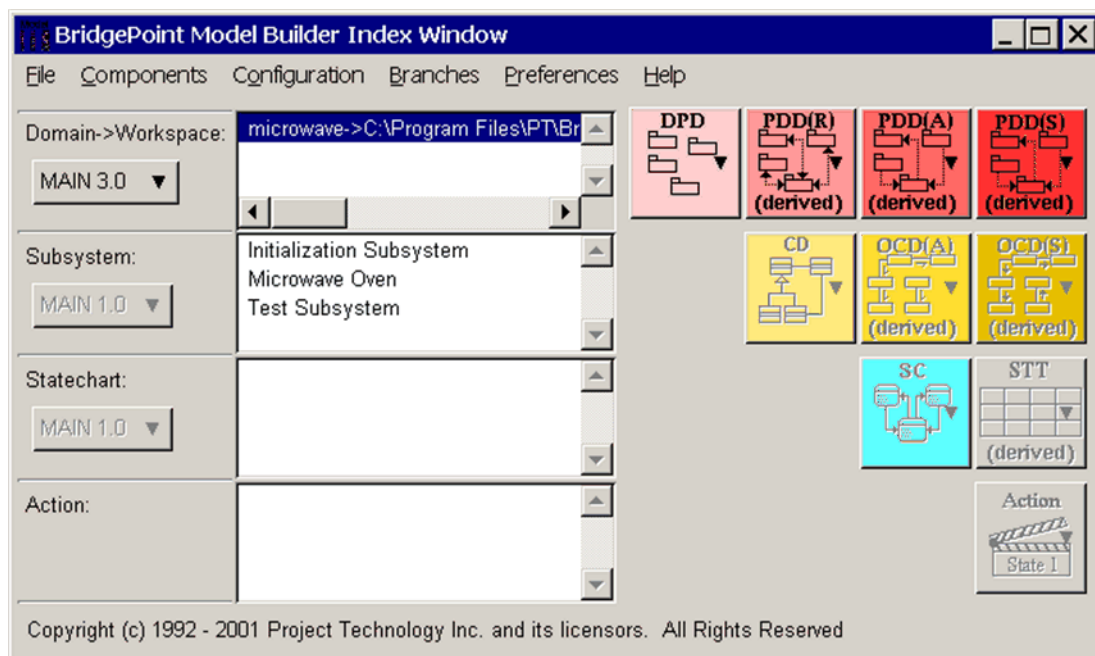 BridgePoint Model Builder Index Window
File Components Configuration Branches Preferences Help
Domain->Workspace:
MAIN 3.0
microwave->C:\Program Files\PT\Br
DPD
PDD(R)
(derived)
PDD(A)
(derived)
PDD(S)
(derived)
Subsystem:
MAIN 1.0
Initialization Subsystem
Microwave Oven
Test Subsystem
CD
OCD(A)
(derived)
OCD(S)
(derived)
Statechart:
MAIN 1.0
SC
STT
(derived)
Action:
Action
State 1
Copyright (c) 1992 - 2001 Project Technology Inc. and its licensors. All Rights Reserved